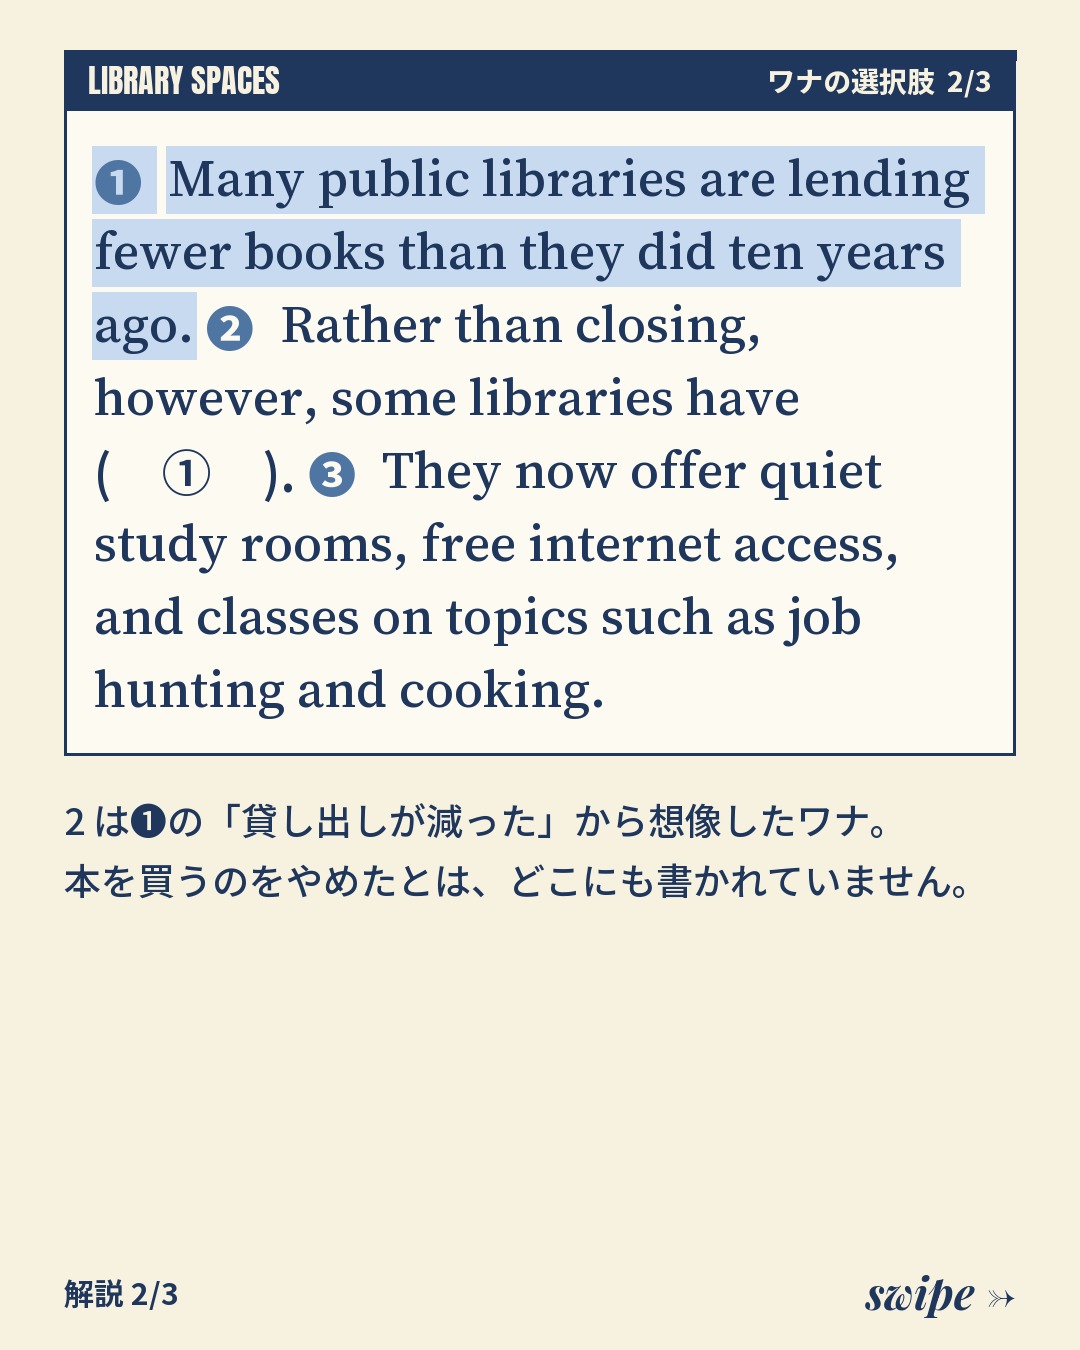 LIBRARY SPACES
ワナの選択肢 2/3
❶ Many public libraries are lending
fewer books than they did ten years
ago. ❷ Rather than closing,
however, some libraries have
( ① ). ❸ They now offer quiet
study rooms, free internet access,
and classes on topics such as job
hunting and cooking.
2 は❶の「貸し出しが減った」から想像したワナ。
本を買うのをやめたとは、どこにも書かれていません。
解説 2/3
swipe